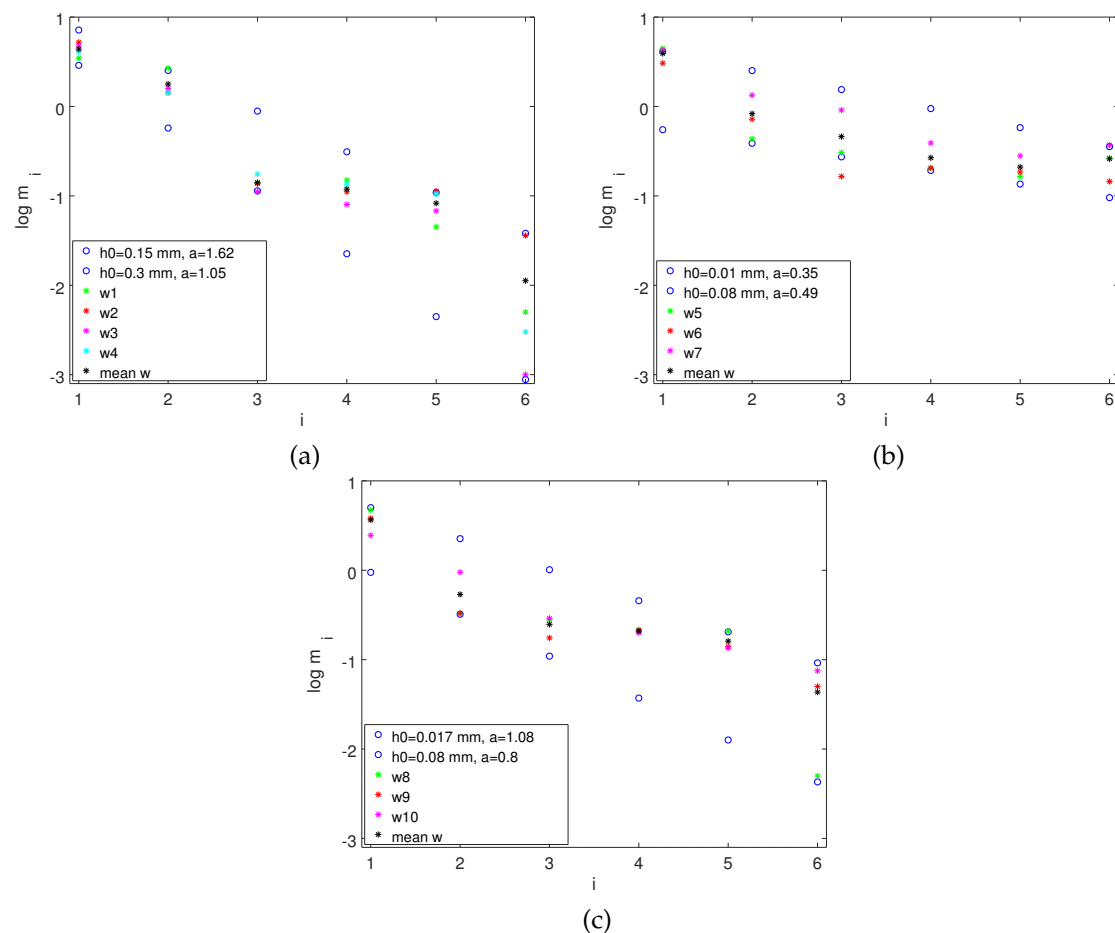 1
0
-1
-2
-3
log m i
h0=0.15 mm, a=1.62
h0=0.3 mm, a=1.05
w1
w2
w3
w4
mean w
1 2 3 4 5 6
i
(a)
1
0
-1
-2
-3
log m i
h0=0.01 mm, a=0.35
h0=0.08 mm, a=0.49
w5
w6
w7
mean w
1 2 3 4 5 6
i
(b)
1
0
-1
-2
-3
log m i
h0=0.017 mm, a=1.08
h0=0.08 mm, a=0.8
w8
w9
w10
mean w
1 2 3 4 5 6
i
(c)